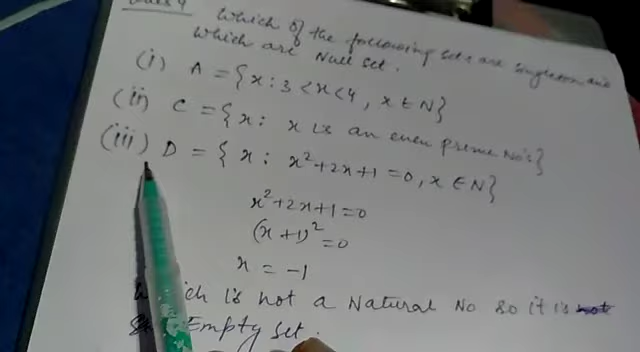 Which of the following sets are singleton and
which are Null set.
(i) A = {x : 3 < x < 4, x ∈ N}
(ii) C = {x : x is an even preme No's}
(iii) D = { x : x² + 2x + 1 = 0, x ∈ N}
x² + 2x + 1 = 0
(x + 1)² = 0
x = -1
Which is not a Natural No so it is not
Empty set.